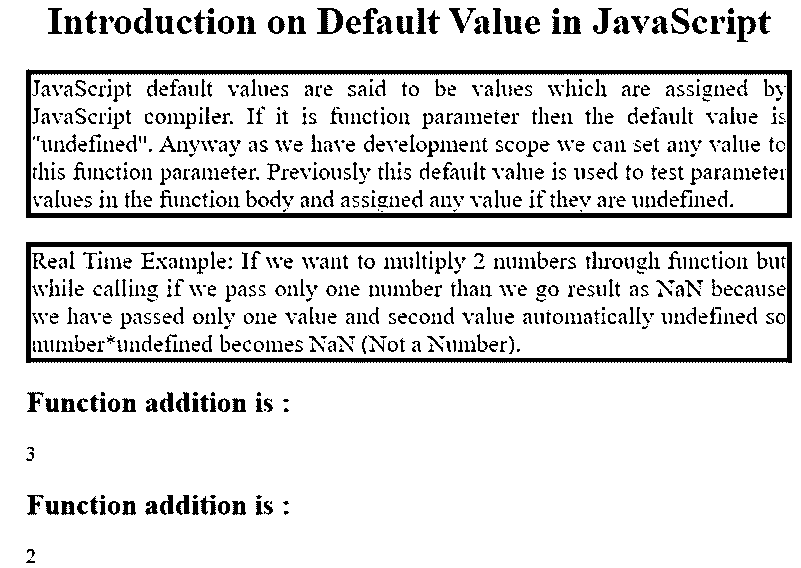 Introduction on Default Value in JavaScript
JavaScript default values are said to be values which are assigned by
JavaScript compiler. If it is function parameter then the default value is
"undefined". Anyway as we have development scope we can set any value to
this function parameter. Previously this default value is used to test parameter
values in the function body and assigned any value if they are undefined.
Real Time Example: If we want to multiply 2 numbers through function but
while calling if we pass only one number than we go result as NaN because
we have passed only one value and second value automatically undefined so
number*undefined becomes NaN (Not a Number).
Function addition is :
3
Function addition is :
2